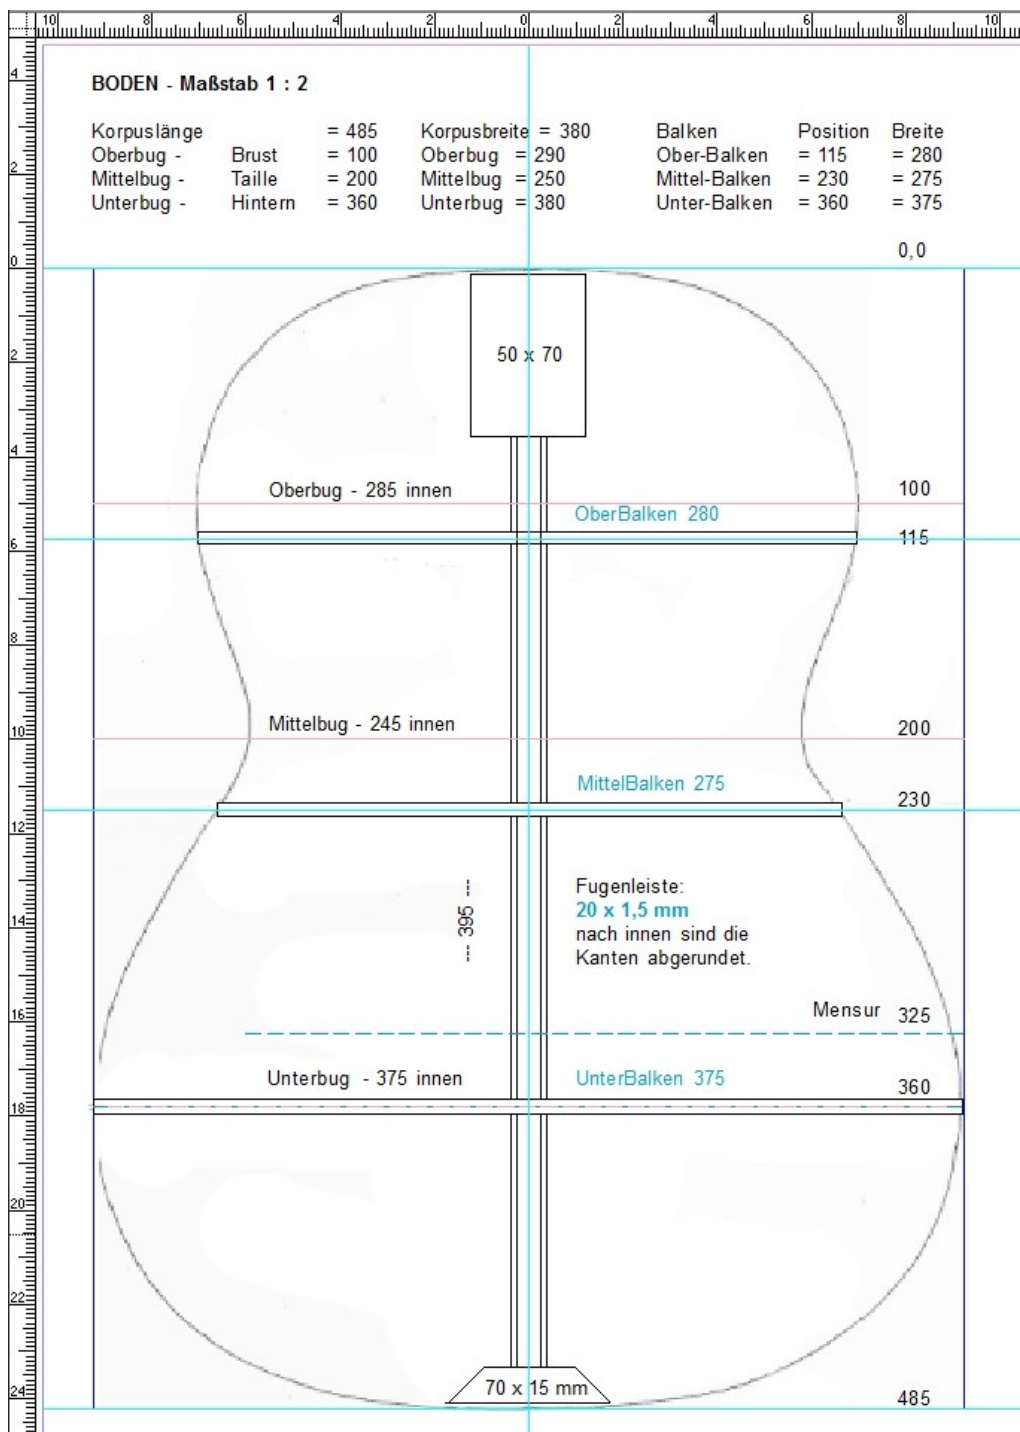 10 8 6 4 2 0 2 4 6 8 10
BODEN - Maßstab 1 : 2
Korpuslänge = 485 Korpusbreite = 380 Balken Position Breite
Oberbug - Brust = 100 Oberbug = 290 Ober-Balken = 115 = 280
Mittelbug - Taille = 200 Mittelbug = 250 Mittel-Balken = 230 = 275
Unterbug - Hintern = 360 Unterbug = 380 Unter-Balken = 360 = 375
4
2
0
2
4
6
8
10
12
14
16
18
20
22
24
0,0
50 x 70
Oberbug - 285 innen
100
OberBalken 280
115
Mittelbug - 245 innen
200
MittelBalken 275
230
--- 395 ---
Fugenleiste:
20 x 1,5 mm
nach innen sind die
Kanten abgerundet.
Mensur 325
Unterbug - 375 innen
UnterBalken 375
360
70 x 15 mm
485